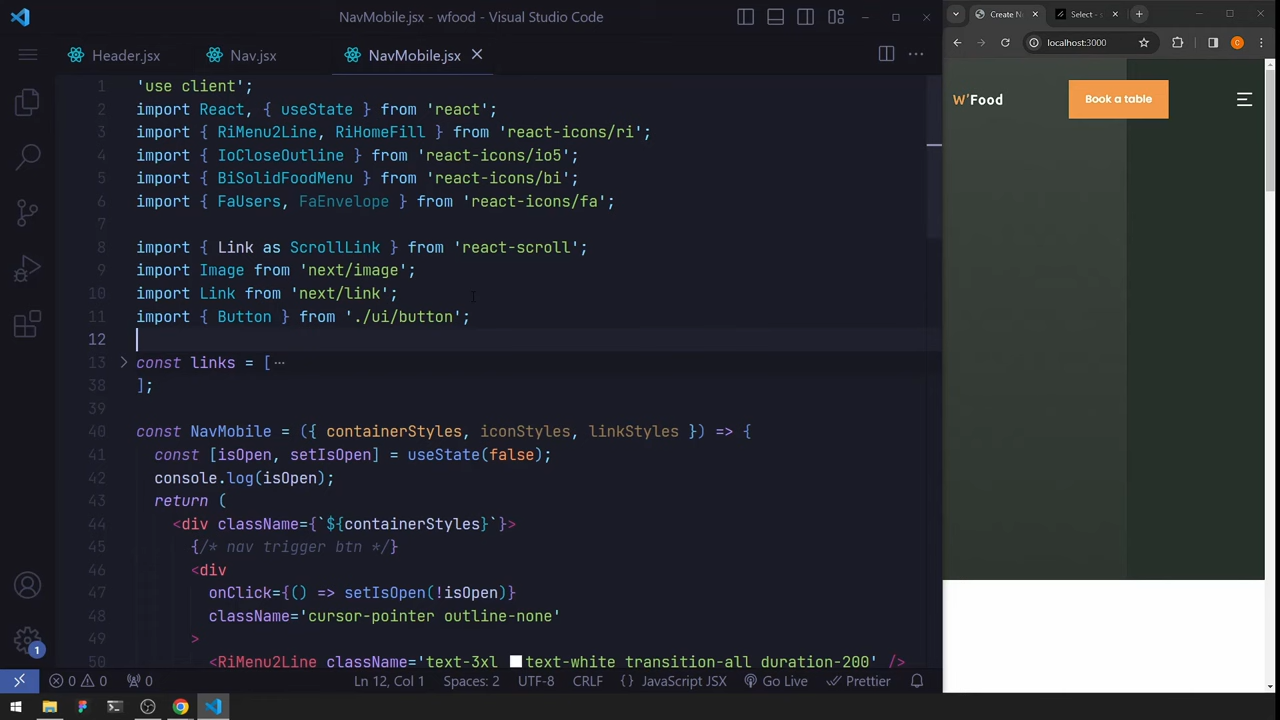 NavMobile.jsx - wfood - Visual Studio Code
Header.jsx
Nav.jsx
NavMobile.jsx
1 'use client';
2 import React, { useState } from 'react';
3 import { RiMenu2Line, RiHomeFill } from 'react-icons/ri';
4 import { IoCloseOutline } from 'react-icons/io5';
5 import { BiSolidFoodMenu } from 'react-icons/bi';
6 import { FaUsers, FaEnvelope } from 'react-icons/fa';
7
8 import { Link as ScrollLink } from 'react-scroll';
9 import Image from 'next/image';
10 import Link from 'next/link';
11 import { Button } from './ui/button';
12
13 const links = [ ⋯
38 ];
39
40 const NavMobile = ({ containerStyles, iconStyles, linkStyles }) => {
41 const [isOpen, setIsOpen] = useState(false);
42 console.log(isOpen);
43 return (
44 <div className={`${containerStyles}`}>
45 {/* nav trigger btn */}
46 <div
47 onClick={() => setIsOpen(!isOpen)}
48 className='cursor-pointer outline-none'
49 >
50 <RiMenu2Line className='text-3xl text-white transition-all duration-200' />
1
0 0 0 Ln 12, Col 1 Spaces: 2 UTF-8 CRLF {} JavaScript JSX Go Live Prettier
Create N
Select -
localhost:3000
C
W'Food
Book a table